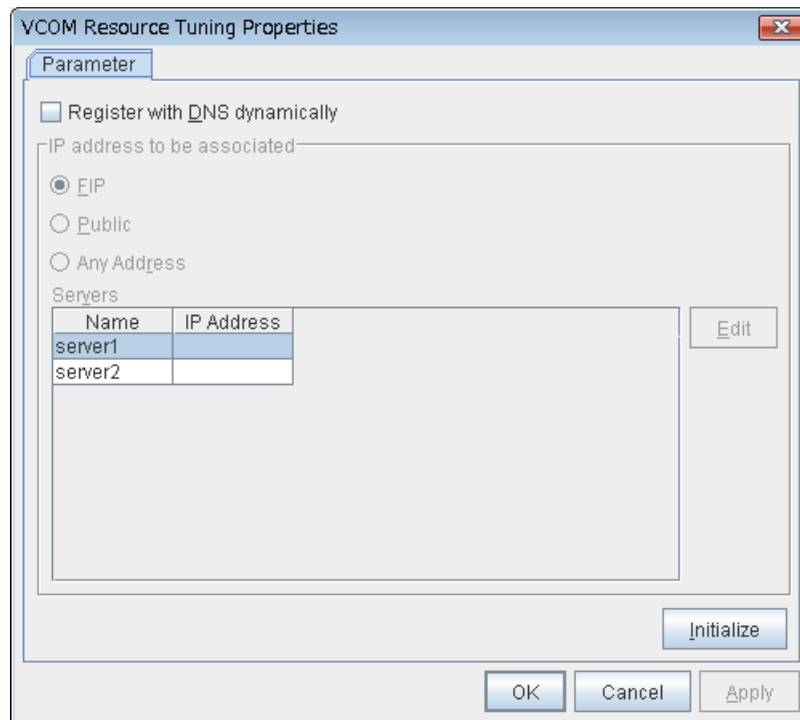 VCOM Resource Tuning Properties
Parameter
Register with DNS dynamically
IP address to be associated
FIP
Public
Any Address
Servers
Name IP Address
server1
server2
Edit
Initialize
OK Cancel Apply